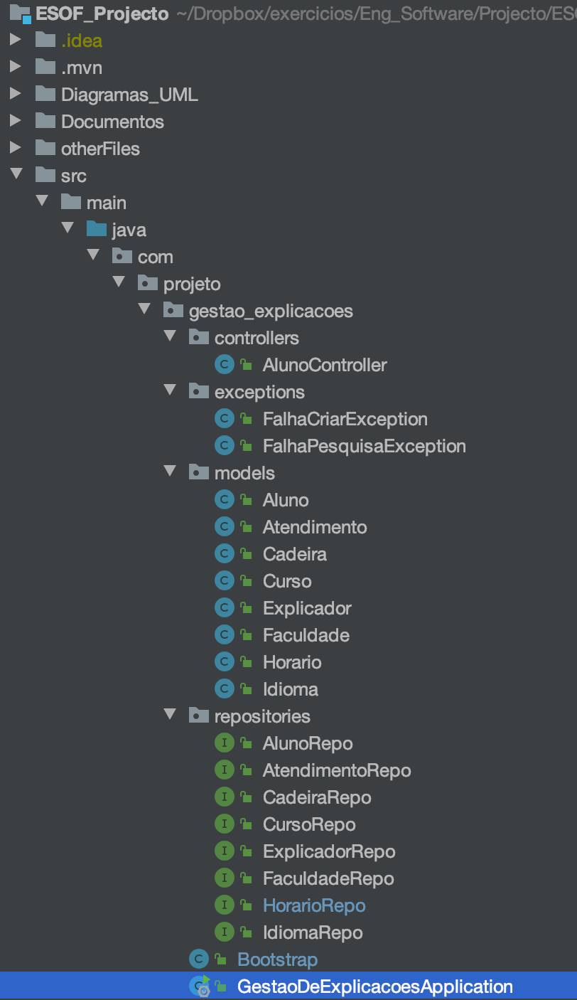 ESOF_Projecto ~/Dropbox/exercicios/Eng_Software/Projecto/ESO
.idea
.mvn
Diagramas_UML
Documentos
otherFiles
src
main
java
com
projeto
gestao_explicacoes
controllers
C AlunoController
exceptions
C FalhaCriarException
C FalhaPesquisaException
models
C Aluno
C Atendimento
C Cadeira
C Curso
C Explicador
C Faculdade
C Horario
C Idioma
repositories
I AlunoRepo
I AtendimentoRepo
I CadeiraRepo
I CursoRepo
I ExplicadorRepo
I FaculdadeRepo
I HorarioRepo
I IdiomaRepo
C Bootstrap
C GestaoDeExplicacoesApplication